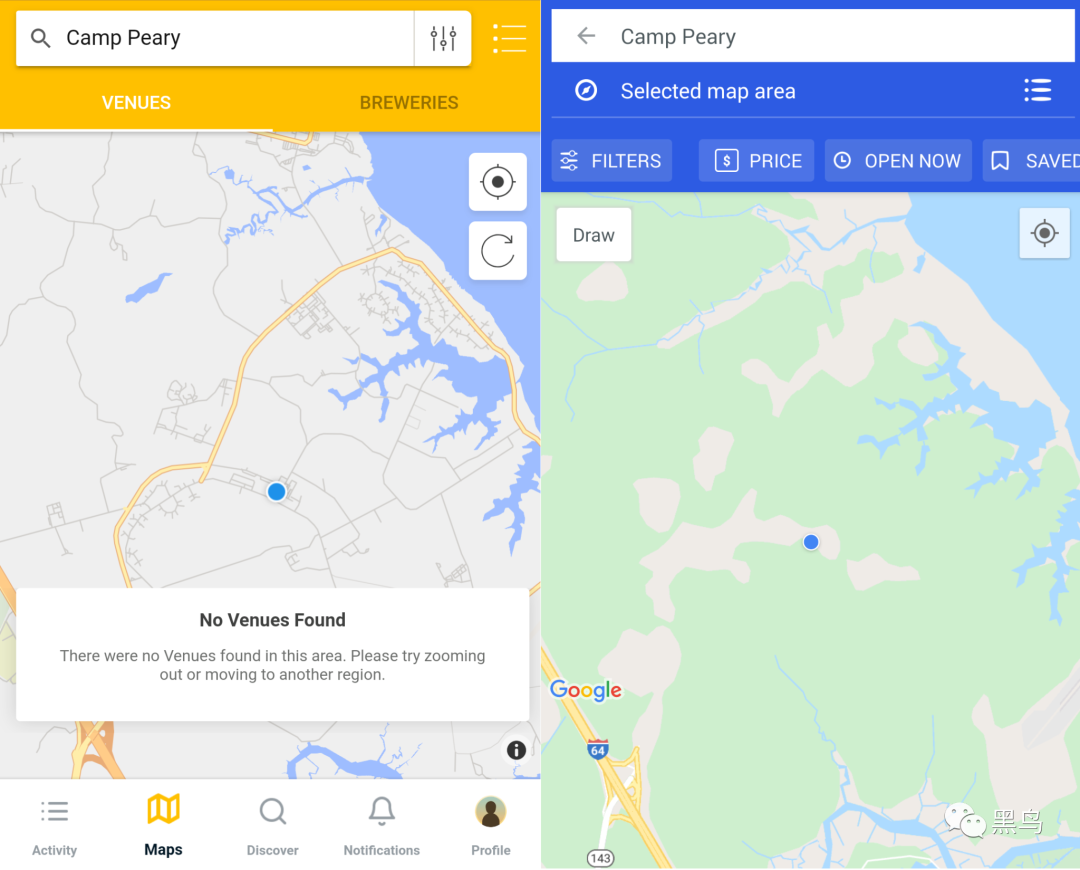 Camp Peary
VENUES
BREWERIES
No Venues Found
There were no Venues found in this area. Please try zooming
out or moving to another region.
Activity
Maps
Discover
Notifications
Profile
Camp Peary
Selected map area
FILTERS
$ PRICE
OPEN NOW
SAVED
Draw
Google
64
143
黑鸟